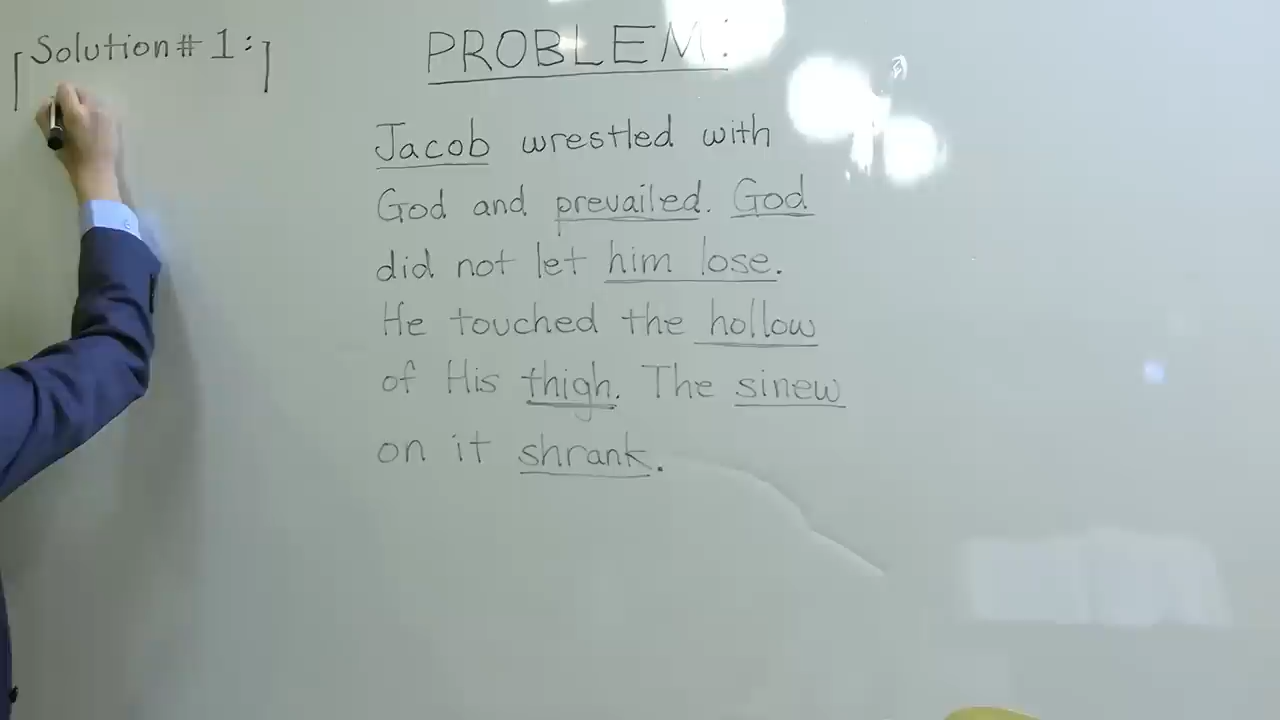 Solution# 1:
PROBLEM:
Jacob wrestled with
God and prevailed. God
did not let him lose.
He touched the hollow
of His thigh. The sinew
on it shrank.